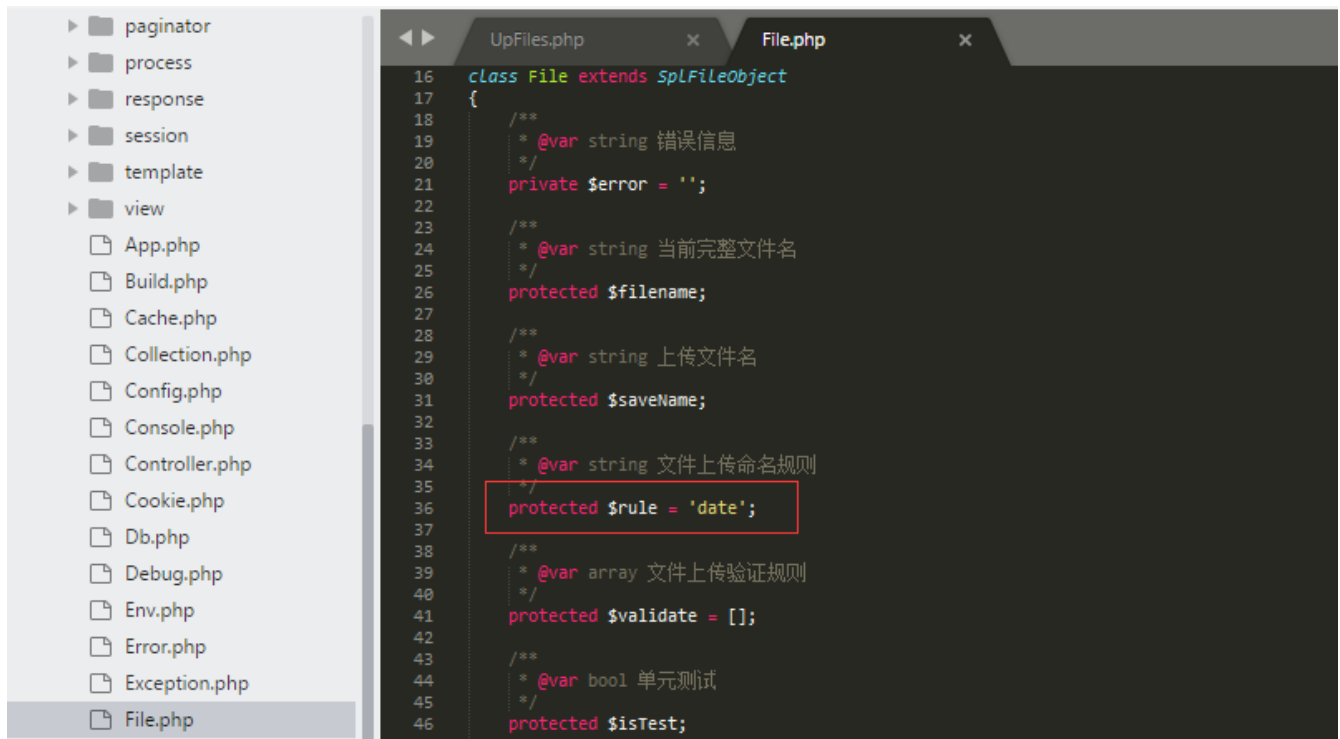 paginator
process
response
session
template
view
App.php
Build.php
Cache.php
Collection.php
Config.php
Console.php
Controller.php
Cookie.php
Db.php
Debug.php
Env.php
Error.php
Exception.php
File.php
UpFiles.php × File.php ×
16 class File extends SplFileObject
17 {
18 /**
19 * @var string 错误信息
20 */
21 private $error = '';
22
23 /**
24 * @var string 当前完整文件名
25 */
26 protected $filename;
27
28 /**
29 * @var string 上传文件名
30 */
31 protected $saveName;
32
33 /**
34 * @var string 文件上传命名规则
35 */
36 protected $rule = 'date';
37
38 /**
39 * @var array 文件上传验证规则
40 */
41 protected $validate = [];
42
43 /**
44 * @var bool 单元测试
45 */
46 protected $isTest;